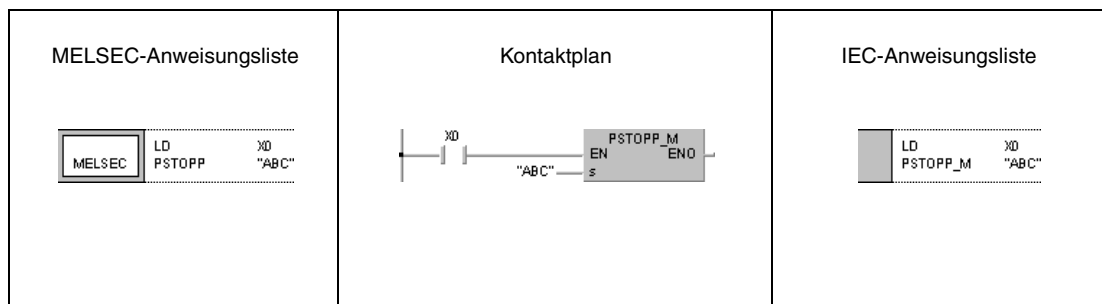 MELSEC-Anweisungsliste
Kontaktplan
IEC-Anweisungsliste
MELSEC
LD X0
PSTOPP "ABC"
X0
PSTOPP_M
EN ENO
"ABC" s
LD X0
PSTOPP_M "ABC"